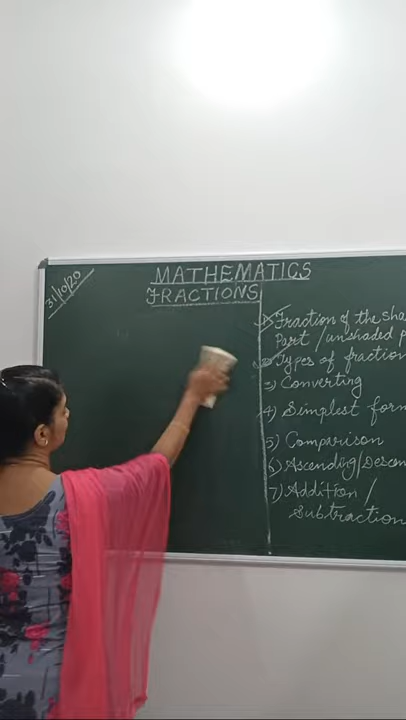 31/10/20
MATHEMATICS
FRACTIONS
1) Fraction of the sha
Part / unshaded p
2) Types of fraction
3) Converting
4) Simplest form
5) Comparison
6) Ascending/Descen
7) Addition /
Subtraction